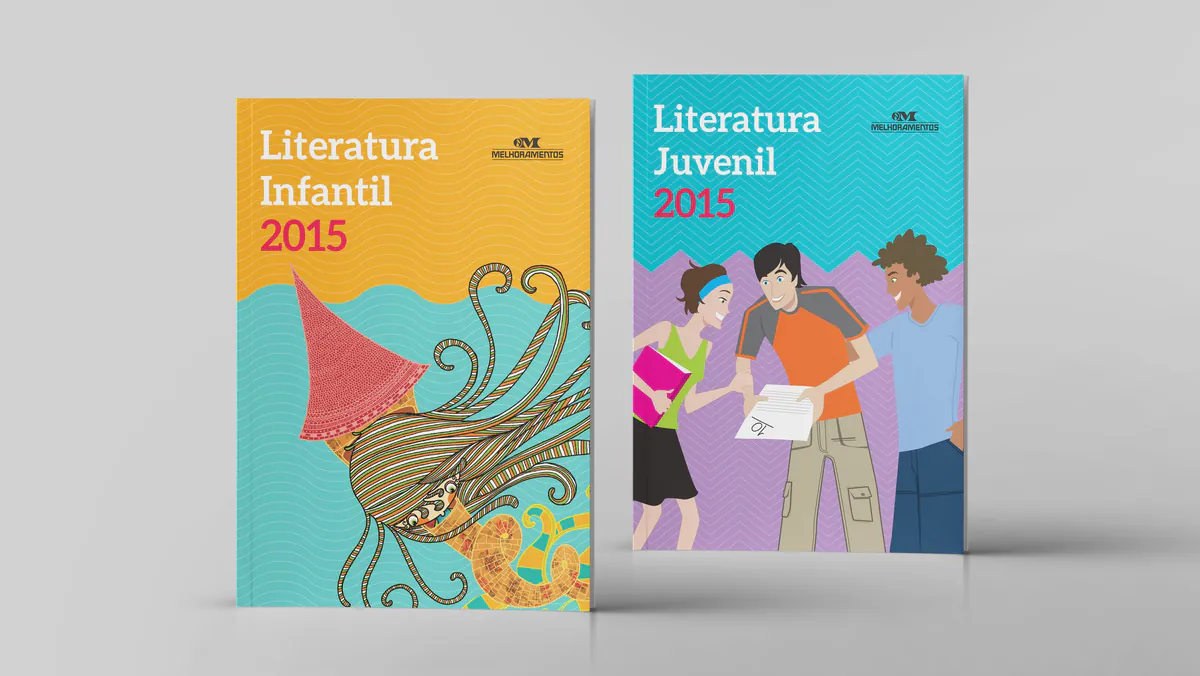 Literatura
Infantil
2015
MELHORAMENTOS
Literatura
Juvenil
2015
MELHORAMENTOS
10